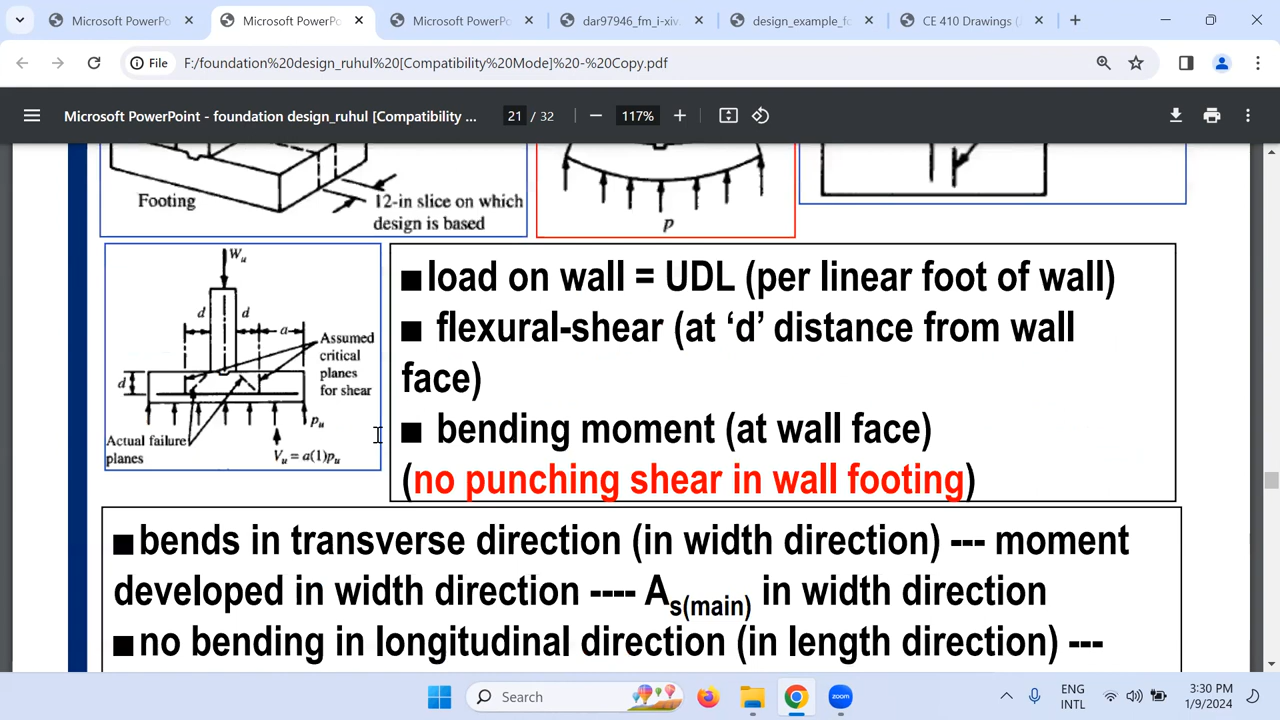 Microsoft PowerPo
Microsoft PowerPo
Microsoft PowerPo
dar97946_fm_i-xiv.
design_example_fo
CE 410 Drawings (
File
F:/foundation%20design_ruhul%20[Compatibility%20Mode]%20-%20Copy.pdf
Microsoft PowerPoint - foundation design_ruhul [Compatibility ...
21 / 32
117%
Footing
12-in slice on which
design is based
p
Wu
d
d
a
Assumed
critical
planes
for shear
d
pu
Actual failure
planes
Vu = a(1)pu
■load on wall = UDL (per linear foot of wall)
■ flexural-shear (at ‘d’ distance from wall
face)
■ bending moment (at wall face)
(no punching shear in wall footing)
■bends in transverse direction (in width direction) --- moment
developed in width direction ---- As(main) in width direction
■no bending in longitudinal direction (in length direction) ---
Search
ENG
INTL
3:30 PM
1/9/2024